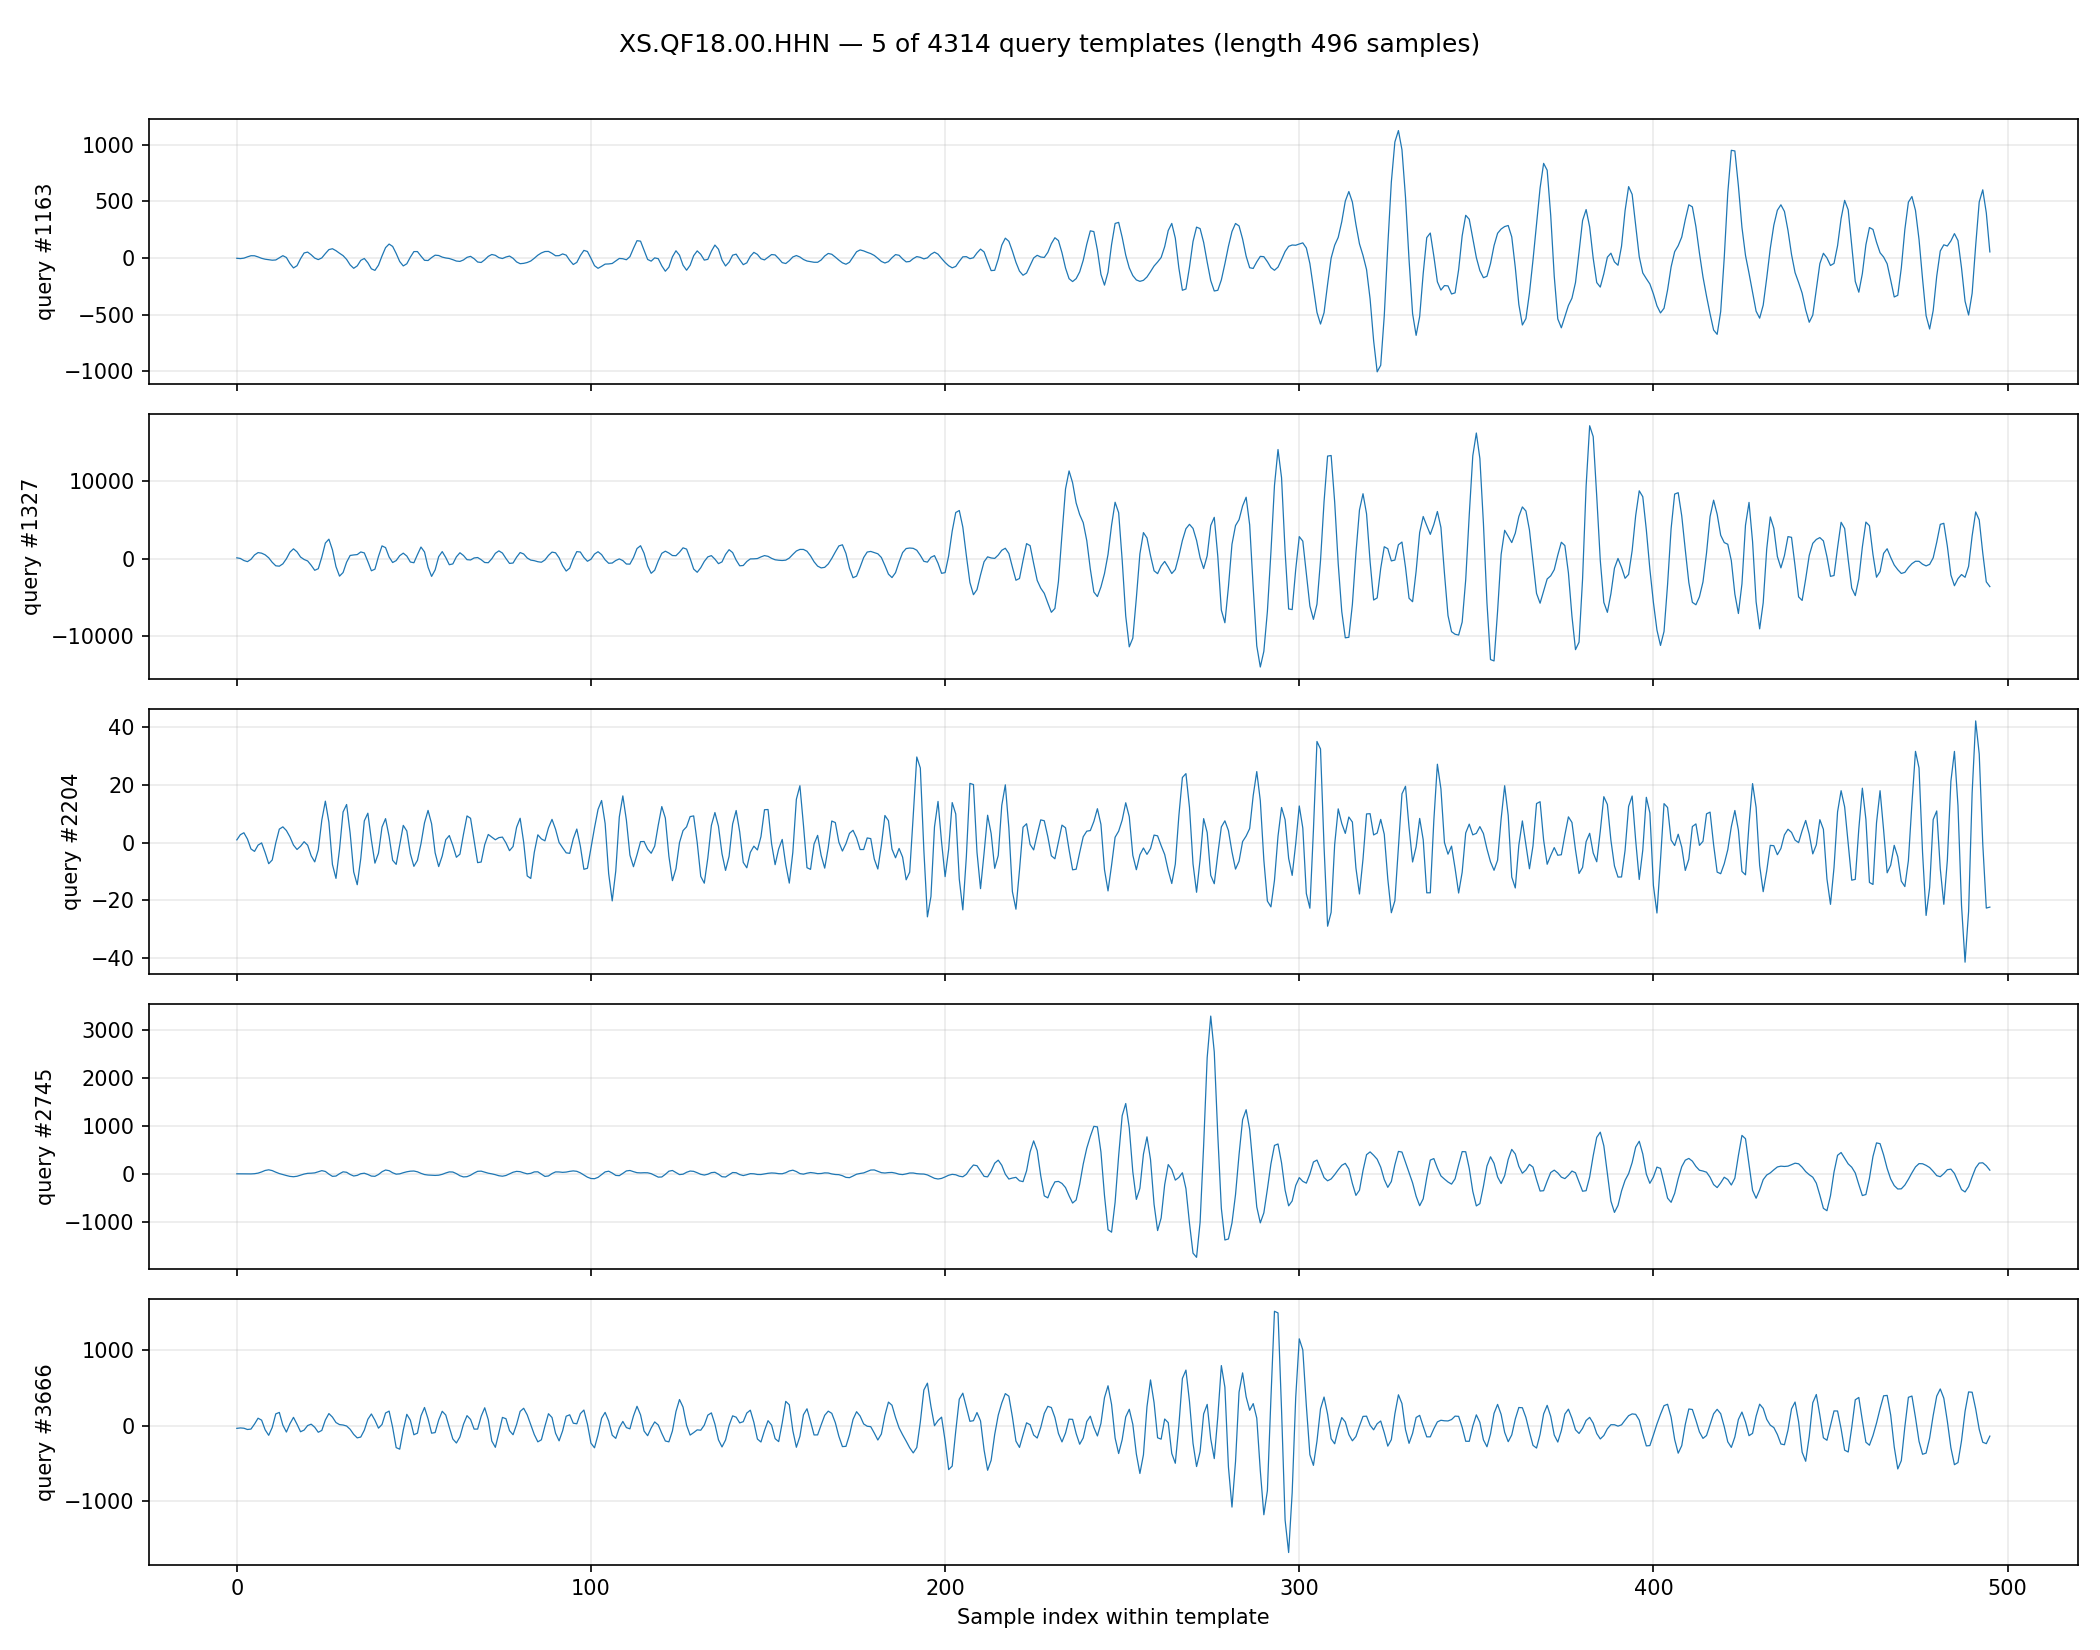 XS.QF18.00.HHN — 5 of 4314 query templates (length 496 samples)
1000
500
0
−500
−1000
query #1163
10000
0
−10000
query #1327
40
20
0
−20
−40
query #2204
3000
2000
1000
0
−1000
query #2745
1000
0
−1000
query #3666
0 100 200 300 400 500
Sample index within template